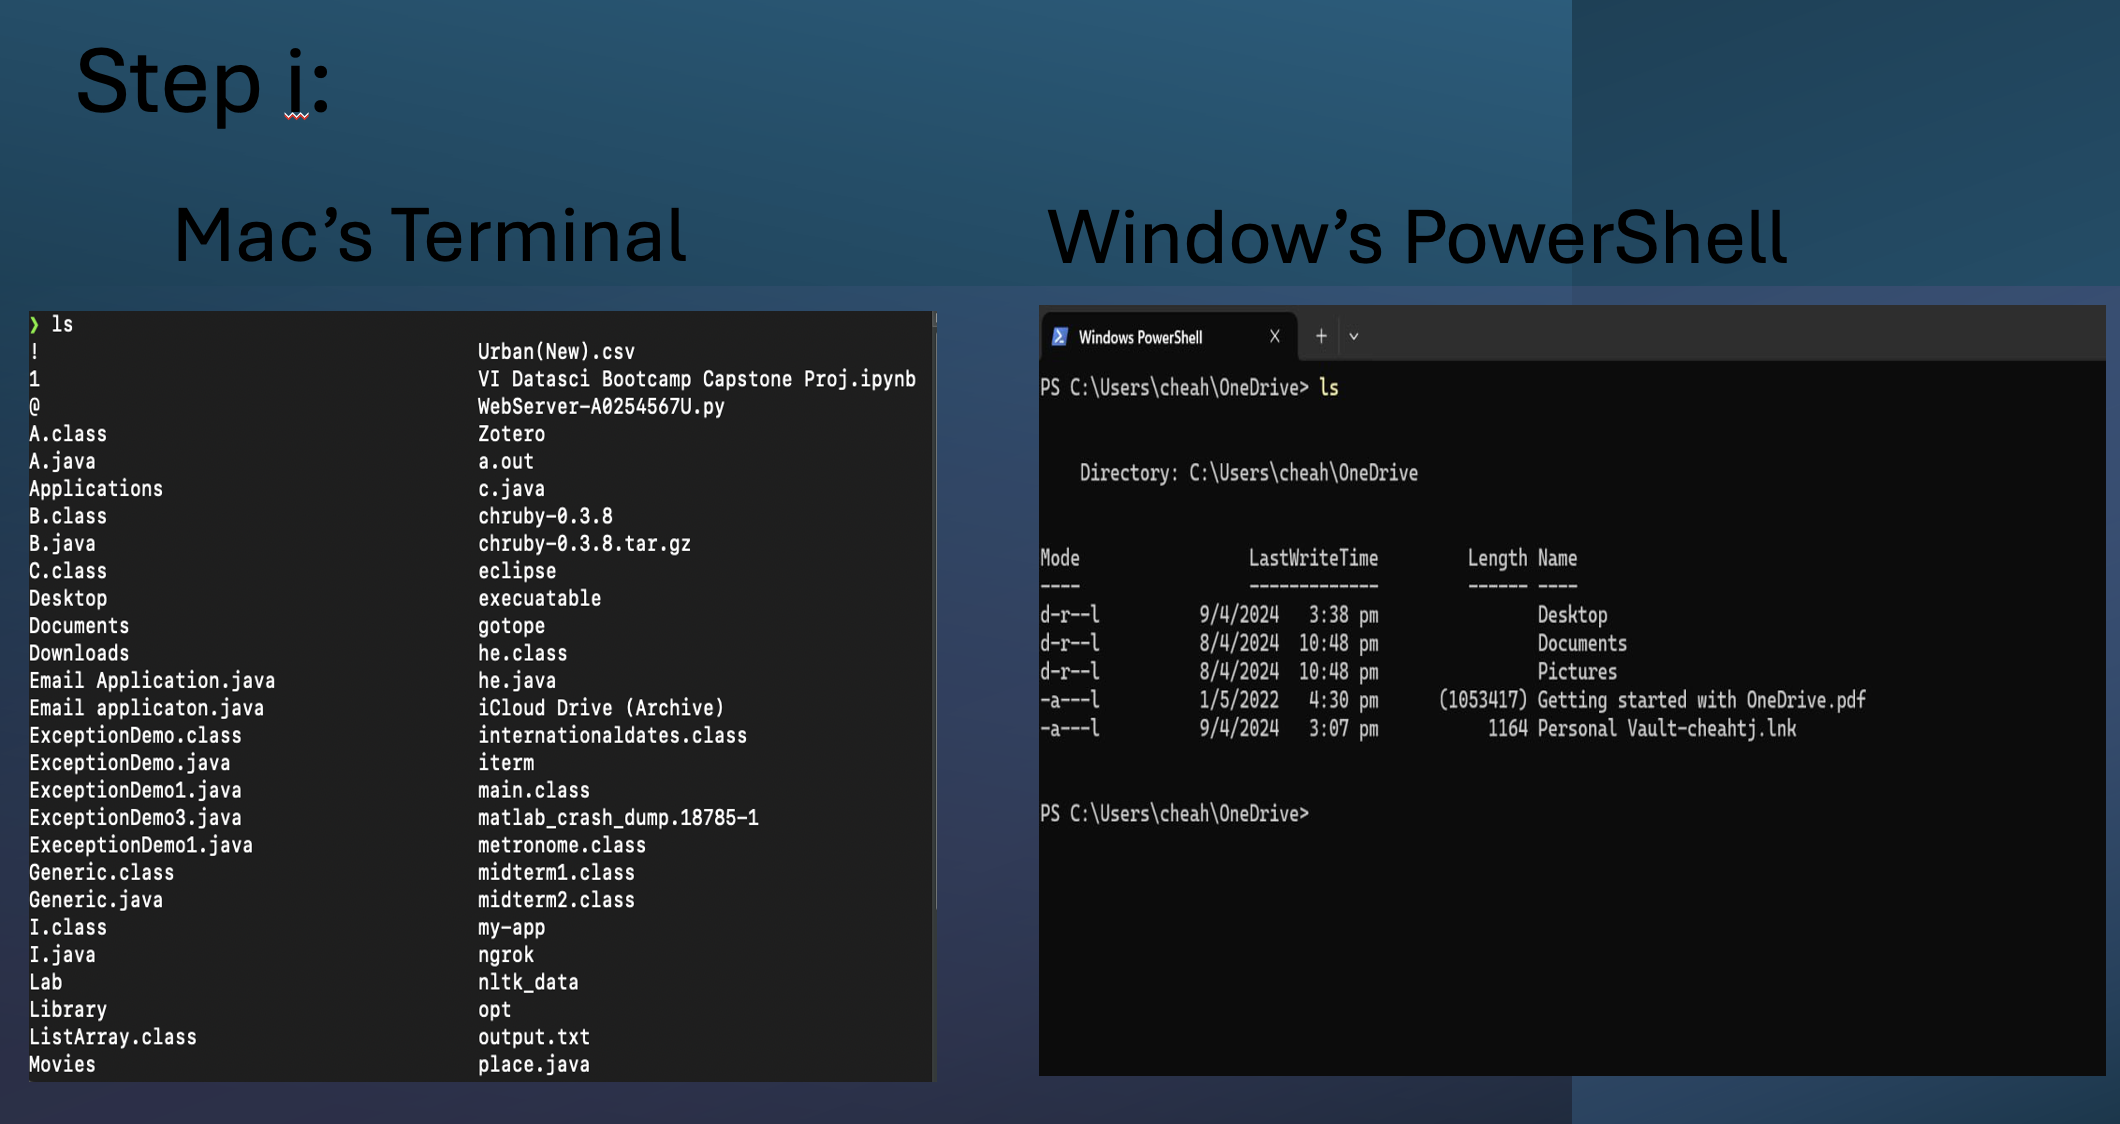 Step i:
Mac’s Terminal
❯ ls
! Urban(New).csv
1 VI Datasci Bootcamp Capstone Proj.ipynb
@ WebServer-A0254567U.py
A.class Zotero
A.java a.out
Applications c.java
B.class chruby-0.3.8
B.java chruby-0.3.8.tar.gz
C.class eclipse
Desktop execuatable
Documents gotope
Downloads he.class
Email Application.java he.java
Email applicaton.java iCloud Drive (Archive)
ExceptionDemo.class internationaldates.class
ExceptionDemo.java iterm
ExceptionDemo1.java main.class
ExceptionDemo3.java matlab_crash_dump.18785-1
ExeceptionDemo1.java metronome.class
Generic.class midterm1.class
Generic.java midterm2.class
I.class my-app
I.java ngrok
Lab nltk_data
Library opt
ListArray.class output.txt
Movies place.java
Window’s PowerShell
Windows PowerShell
PS C:\Users\cheah\OneDrive> ls
Directory: C:\Users\cheah\OneDrive
Mode LastWriteTime Length Name
---- ------------- ------ ----
d-r--l 9/4/2024 3:38 pm Desktop
d-r--l 8/4/2024 10:48 pm Documents
d-r--l 8/4/2024 10:48 pm Pictures
-a---l 1/5/2022 4:30 pm (1053417) Getting started with OneDrive.pdf
-a---l 9/4/2024 3:07 pm 1164 Personal Vault-cheahtj.lnk
PS C:\Users\cheah\OneDrive>